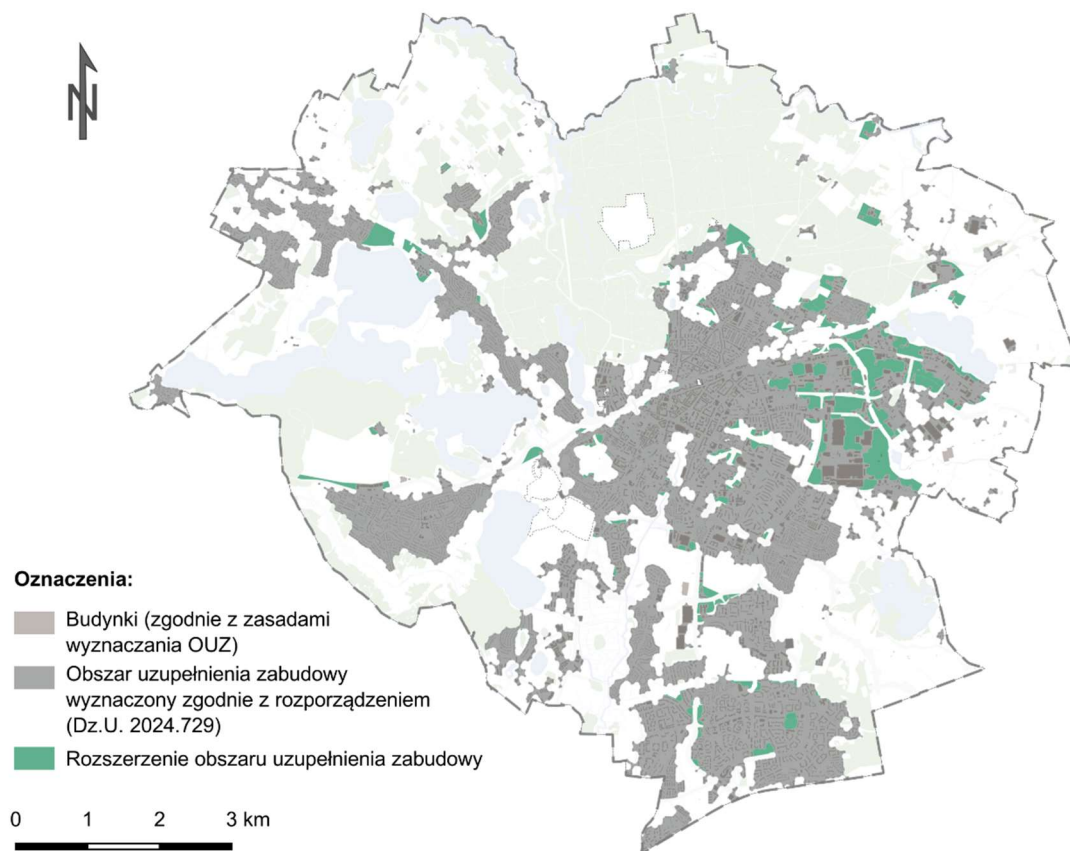 N
Oznaczenia:
Budynki (zgodnie z zasadami
wyznaczania OUZ)
Obszar uzupełnienia zabudowy
wyznaczony zgodnie z rozporządzeniem
(Dz.U. 2024.729)
Rozszerzenie obszaru uzupełnienia zabudowy
0 1 2 3 km